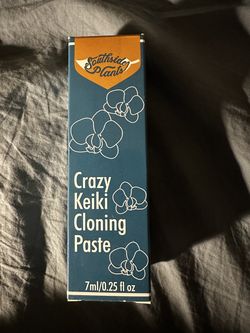 Southside
Plants
Crazy
Keiki
Cloning
Paste
7ml/0.25 fl oz